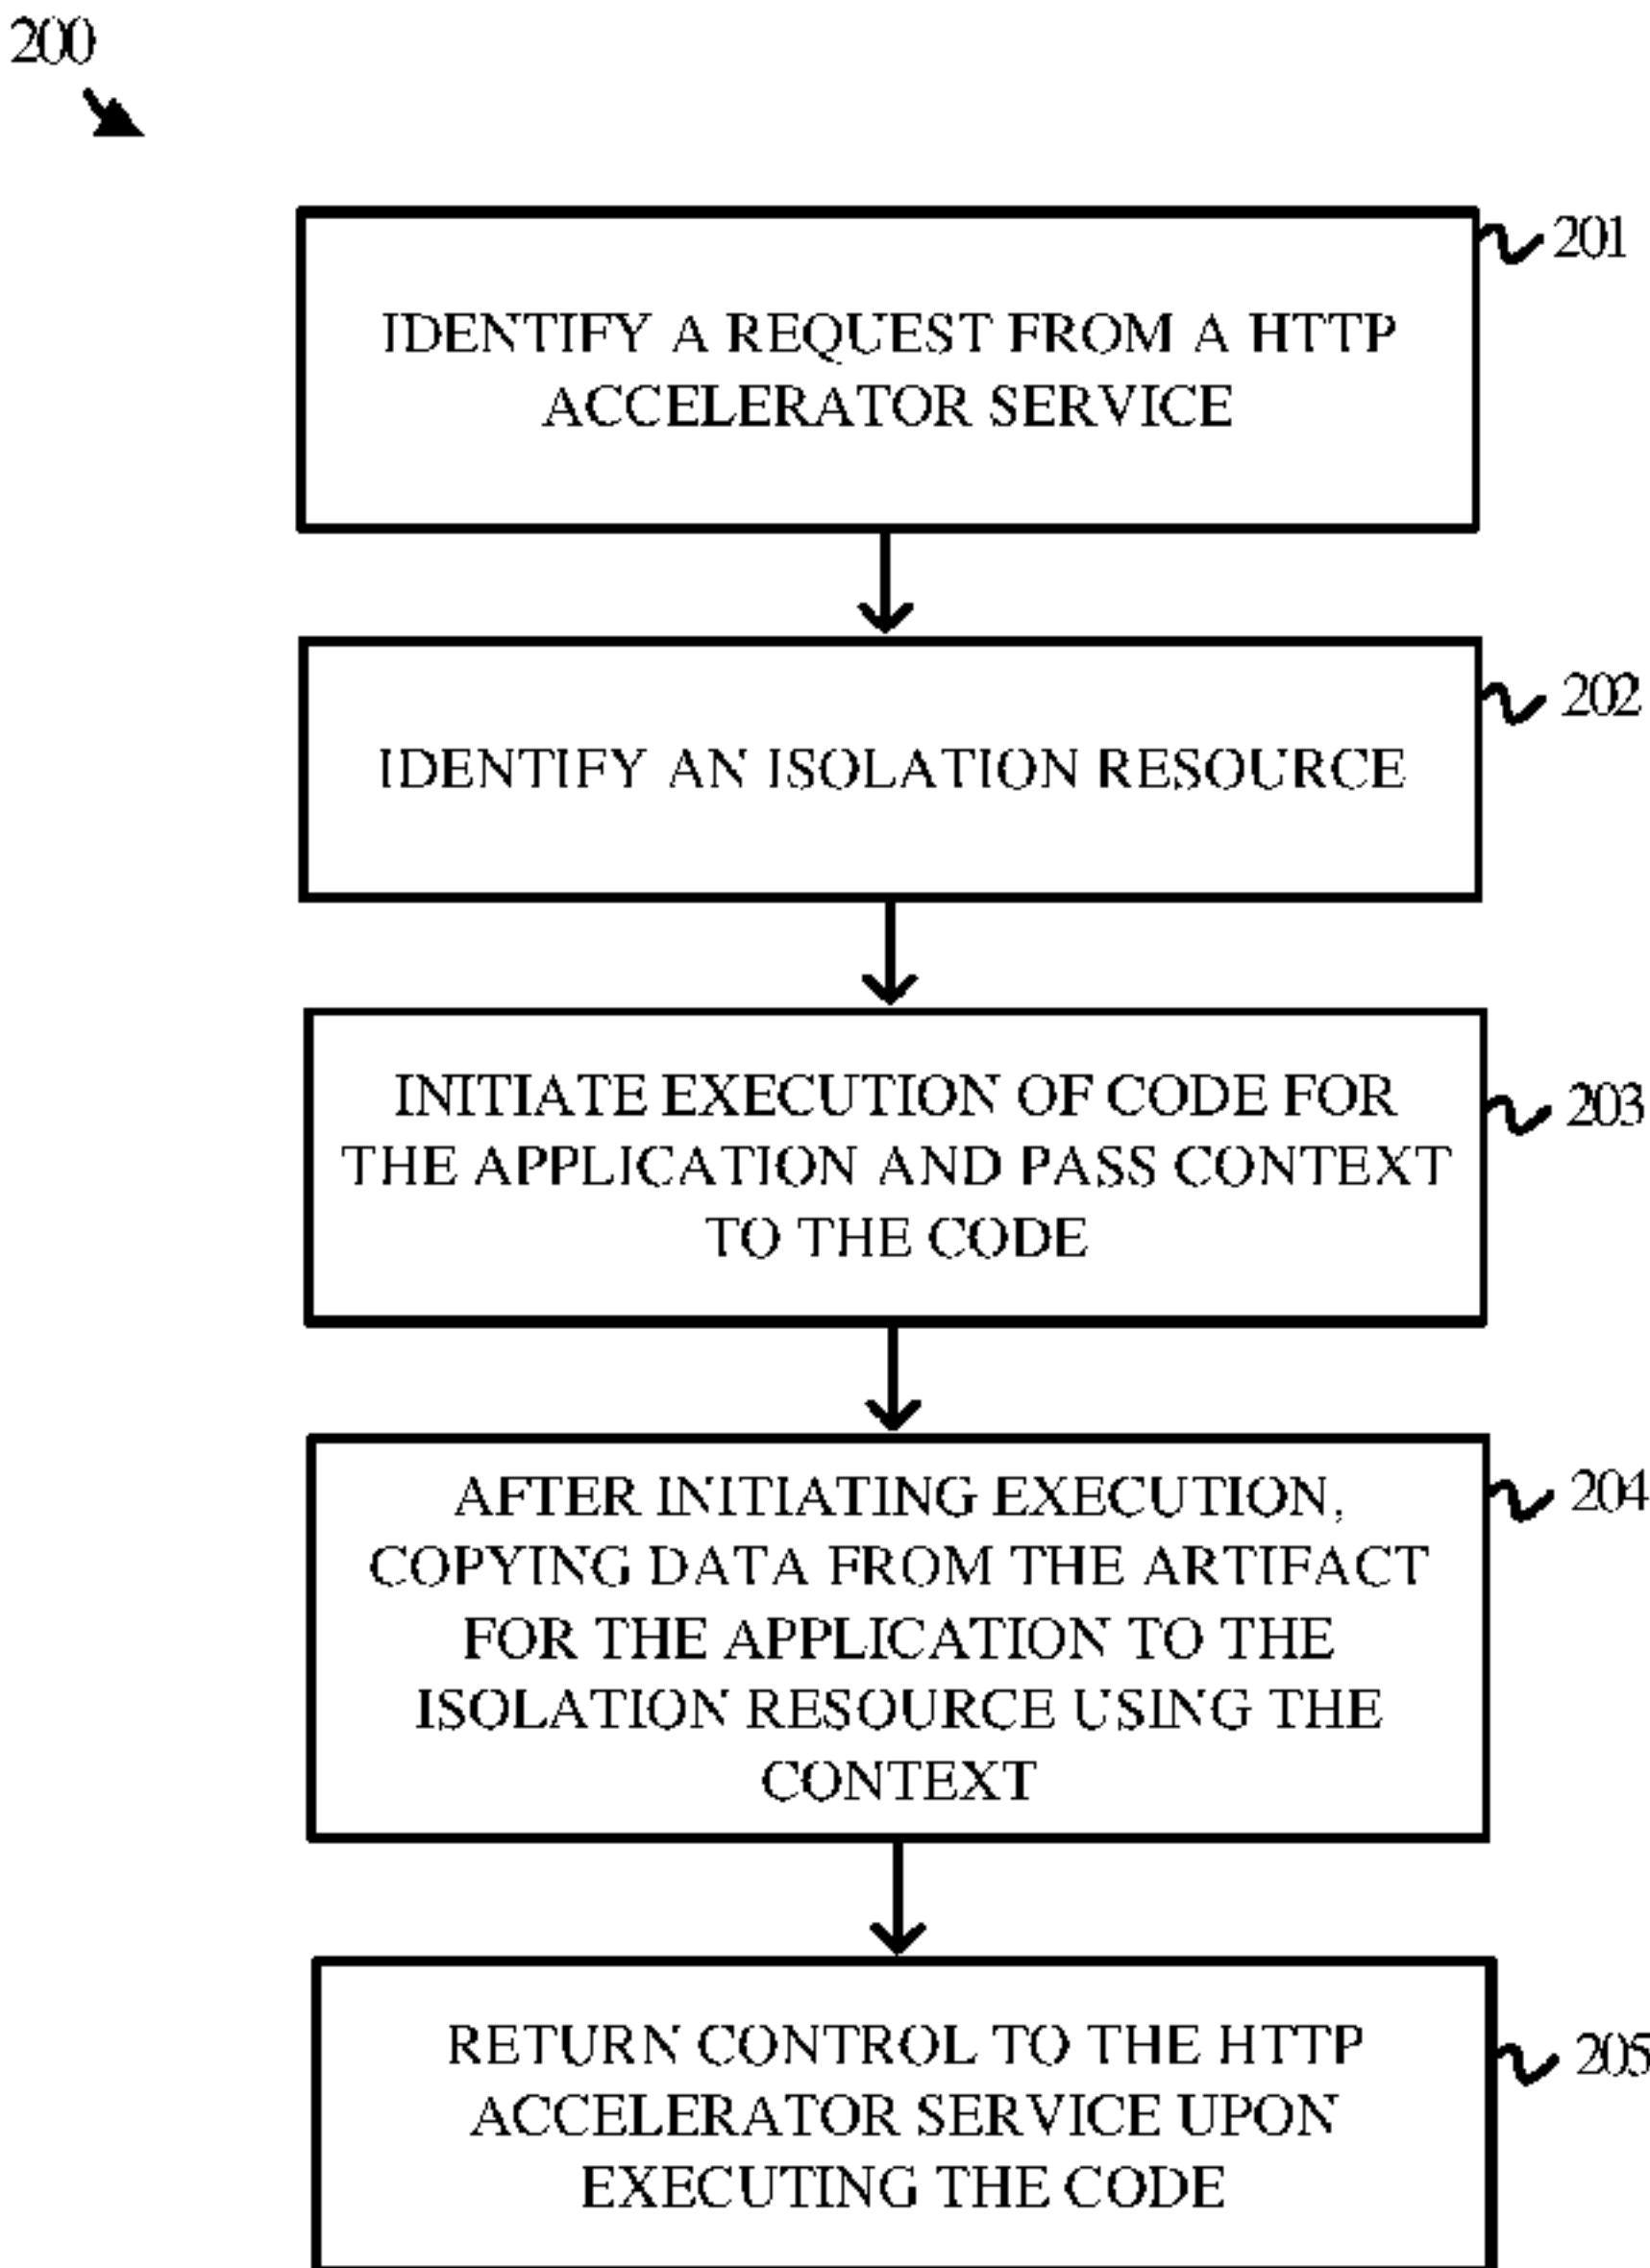 200
201
IDENTIFY A REQUEST FROM A HTTP
ACCELERATOR SERVICE
202
IDENTIFY AN ISOLATION RESOURCE
203
INITIATE EXECUTION OF CODE FOR
THE APPLICATION AND PASS CONTEXT
TO THE CODE
204
AFTER INITIATING EXECUTION,
COPYING DATA FROM THE ARTIFACT
FOR THE APPLICATION TO THE
ISOLATION RESOURCE USING THE
CONTEXT
205
RETURN CONTROL TO THE HTTP
ACCELERATOR SERVICE UPON
EXECUTING THE CODE